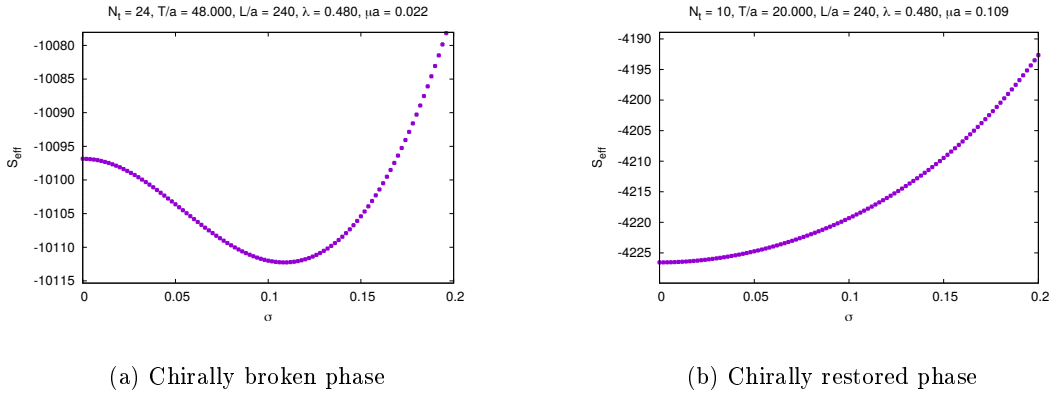 N_t = 24, T/a = 48.000, L/a = 240, λ = 0.480, μa = 0.022
-10080
-10085
-10090
-10095
-10100
-10105
-10110
-10115
S_eff
0 0.05 0.1 0.15 0.2
σ
(a) Chirally broken phase
N_t = 10, T/a = 20.000, L/a = 240, λ = 0.480, μa = 0.109
-4190
-4195
-4200
-4205
-4210
-4215
-4220
-4225
S_eff
0 0.05 0.1 0.15 0.2
σ
(b) Chirally restored phase